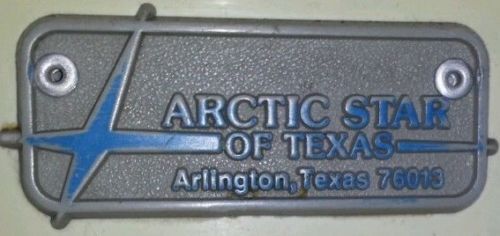 ARCTIC STAR
OF TEXAS
Arlington, Texas 76013